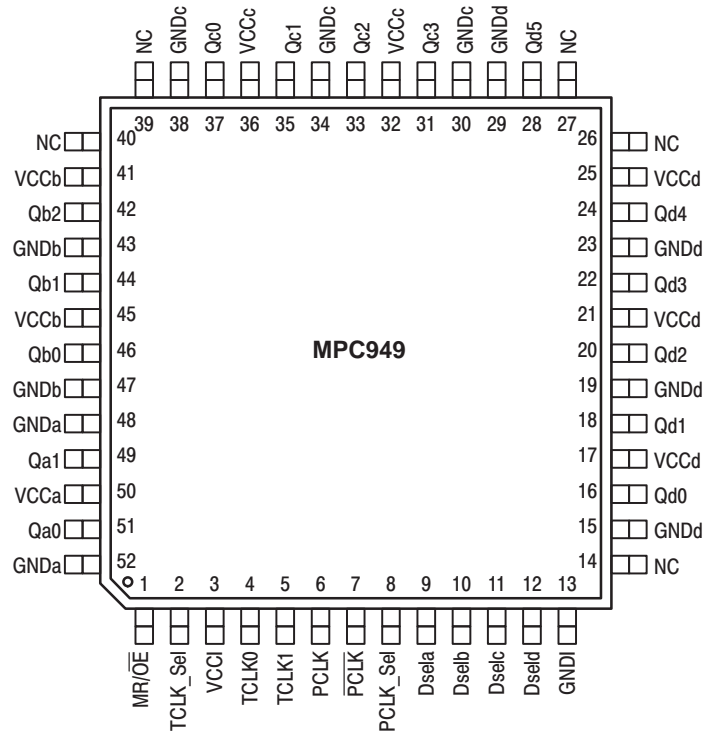 NC GNDc Qc0 VCCc Qc1 GNDc Qc2 VCCc Qc3 GNDc GNDd Qd5 NC
39 38 37 36 35 34 33 32 31 30 29 28 27
NC 40 26 NC
VCCb 41 25 VCCd
Qb2 42 24 Qd4
GNDb 43 23 GNDd
Qb1 44 22 Qd3
VCCb 45 21 VCCd
Qb0 46 MPC949 20 Qd2
GNDb 47 19 GNDd
GNDa 48 18 Qd1
Qa1 49 17 VCCd
VCCa 50 16 Qd0
Qa0 51 15 GNDd
GNDa 52 14 NC
1 2 3 4 5 6 7 8 9 10 11 12 13
MR/O̅E̅ TCLK_Sel VCCI TCLK0 TCLK1 PCLK P̅C̅L̅K̅ PCLK_Sel Dsela Dselb Dselc Dseld GNDI